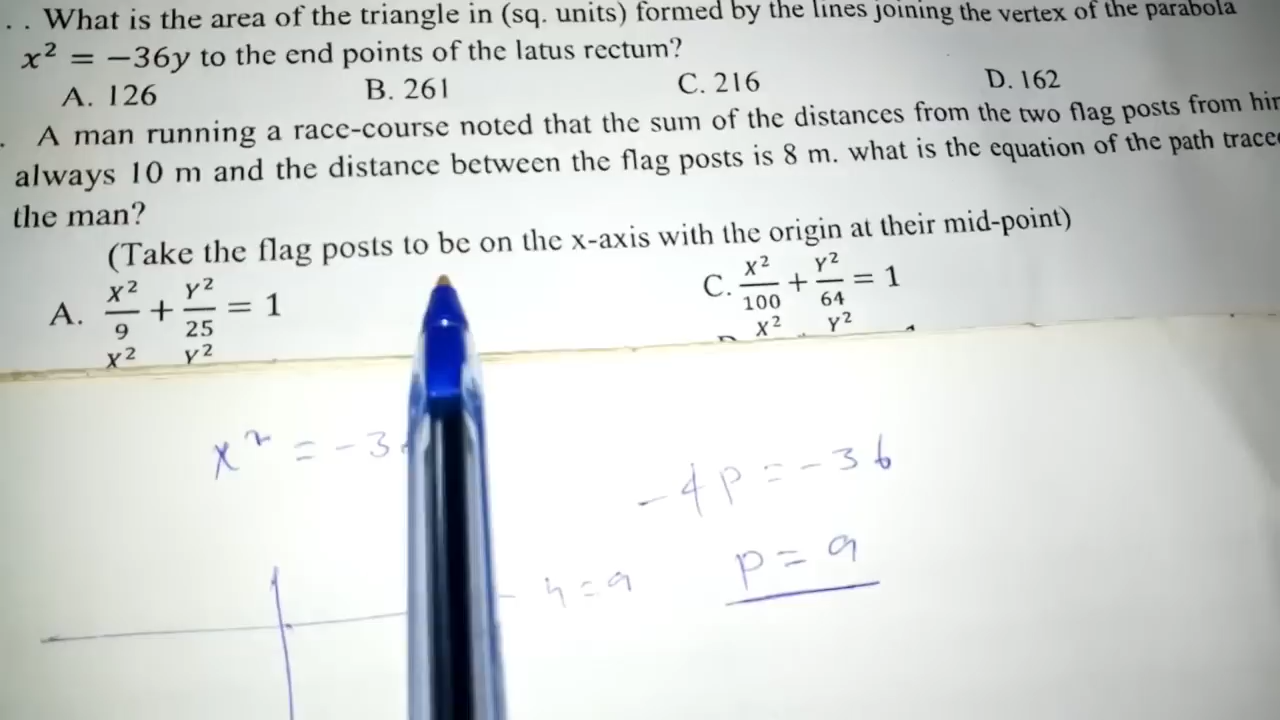 . . What is the area of the triangle in (sq. units) formed by the lines joining the vertex of the parabola
x² = −36y to the end points of the latus rectum?
A. 126 B. 261 C. 216 D. 162
. A man running a race-course noted that the sum of the distances from the two flag posts from
always 10 m and the distance between the flag posts is 8 m. what is the equation of the path
the man?
(Take the flag posts to be on the x-axis with the origin at their mid-point)
A. X²/9 + Y²/25 = 1 C. X²/100 + Y²/64 = 1
X² Y² X² Y²
x² = −3
−4p = −36
h = 9 p = 9